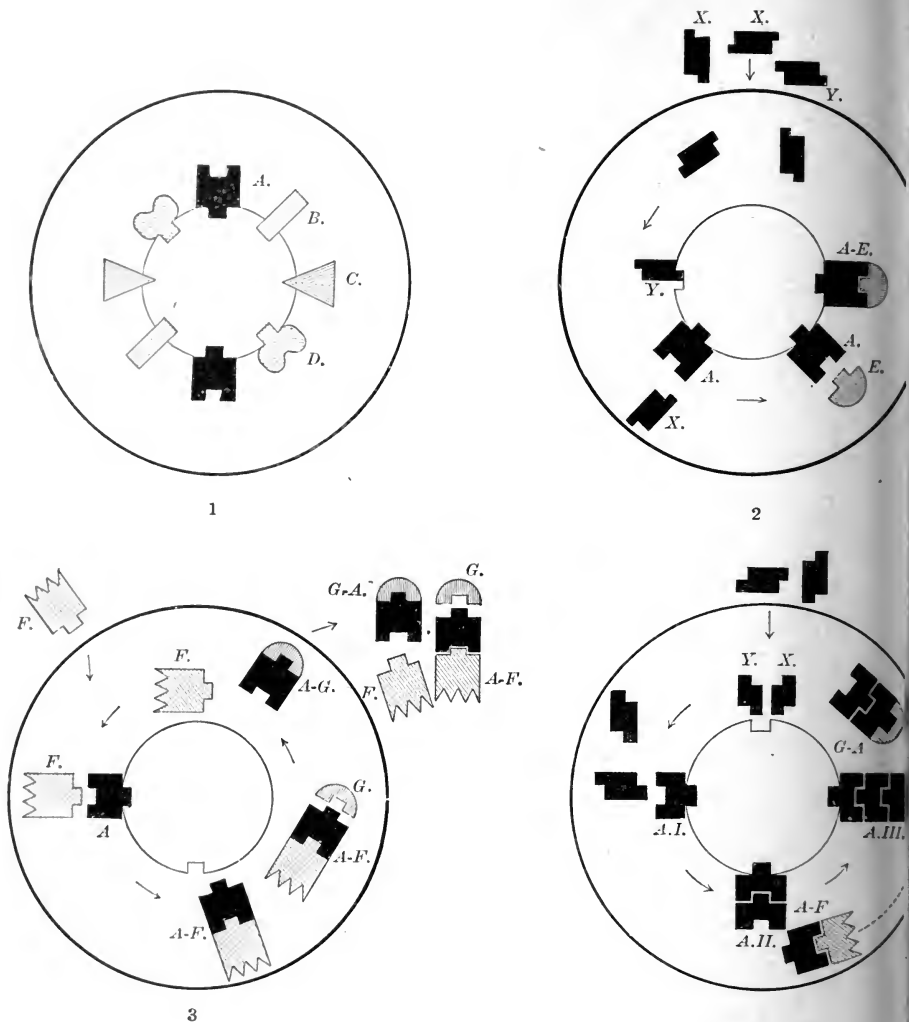 X. X.
Y.
A.
B.
C.
D.
1
A-E.
Y.
A.
A.
E.
X.
2
G.
G-A.
F.
F.
A-G.
F.
A-F.
F.
A
G.
A-F.
A-F.
3
Y. X.
G-A
A.I.
A.III.
A-F
A.II.